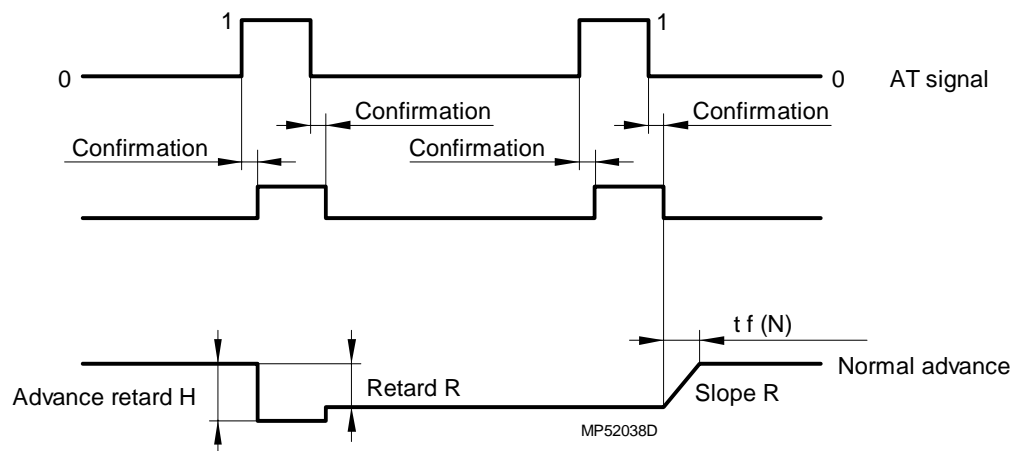 1
1
0
0
AT signal
Confirmation
Confirmation
Confirmation
Confirmation
t f (N)
Normal advance
Advance retard H
Retard R
Slope R
MP52038D